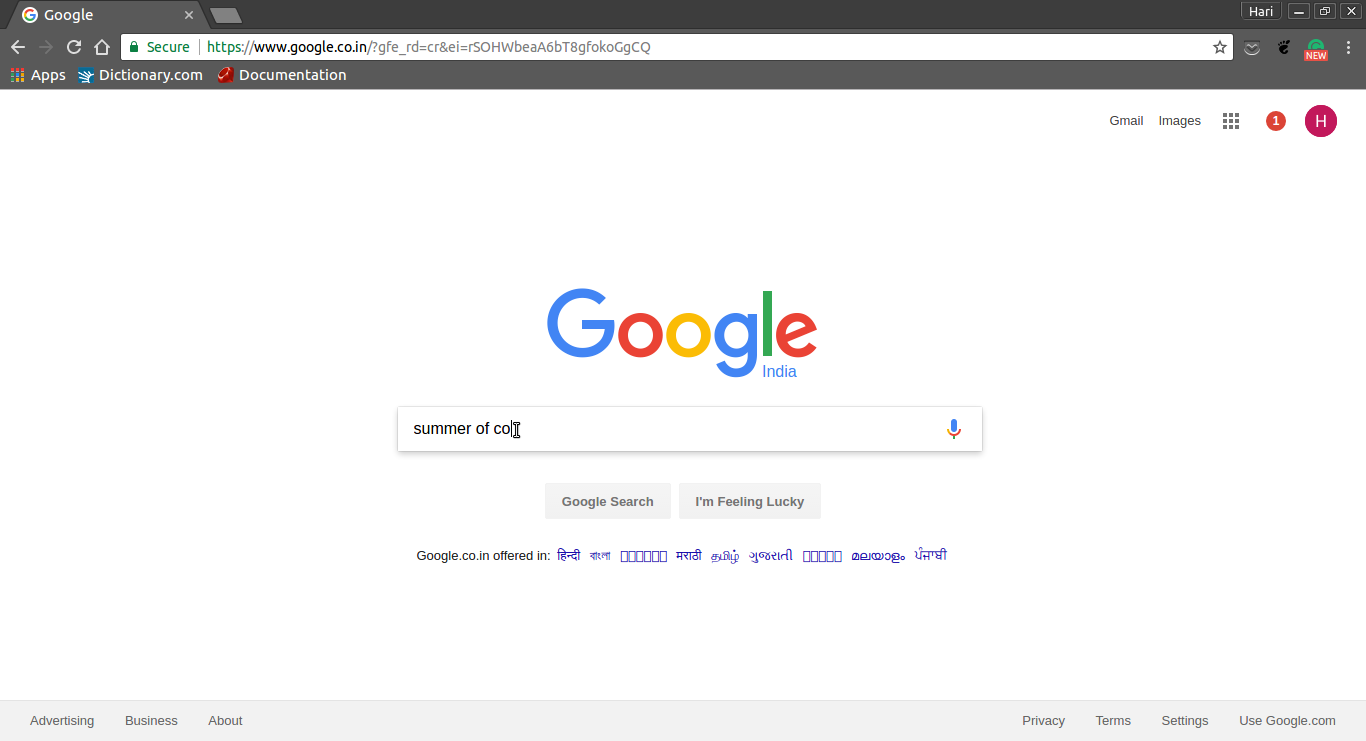 Google
Hari
Secure https://www.google.co.in/?gfe_rd=cr&ei=rSOHWbeaA6bT8gfokoGgCQ
NEW
Apps Dictionary.com Documentation
Gmail Images 1 H
Google
India
summer of co
Google Search I'm Feeling Lucky
Google.co.in offered in: हिन्दी বাংলা मराठी தமிழ் ગુજરાતી മലയാളം ਪੰਜਾਬੀ
Advertising Business About Privacy Terms Settings Use Google.com